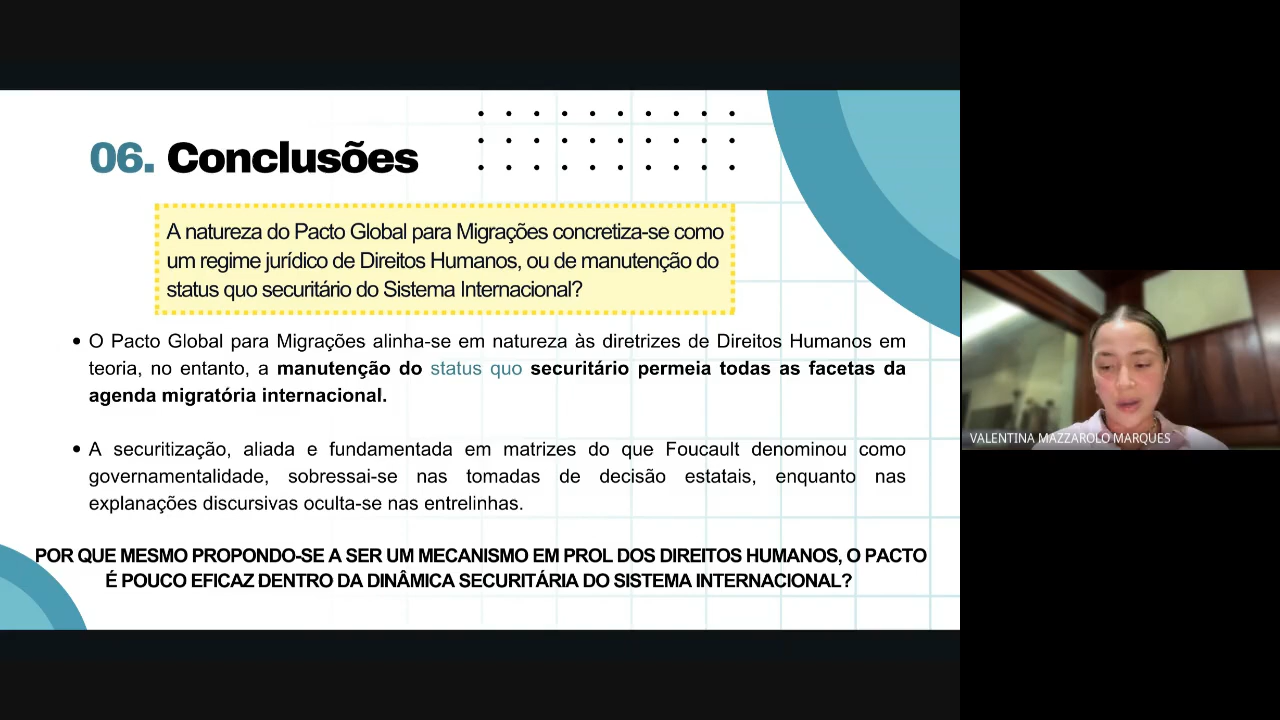 06. Conclusões
A natureza do Pacto Global para Migrações concretiza-se como
um regime jurídico de Direitos Humanos, ou de manutenção do
status quo securitário do Sistema Internacional?
• O Pacto Global para Migrações alinha-se em natureza às diretrizes de Direitos Humanos em
teoria, no entanto, a manutenção do status quo securitário permeia todas as facetas da
agenda migratória internacional.
• A securitização, aliada e fundamentada em matrizes do que Foucault denominou como
governamentalidade, sobressai-se nas tomadas de decisão estatais, enquanto nas
explanações discursivas oculta-se nas entrelinhas.
POR QUE MESMO PROPONDO-SE A SER UM MECANISMO EM PROL DOS DIREITOS HUMANOS, O PACTO
É POUCO EFICAZ DENTRO DA DINÂMICA SECURITÁRIA DO SISTEMA INTERNACIONAL?
VALENTINA MAZZAROLO MARQUES